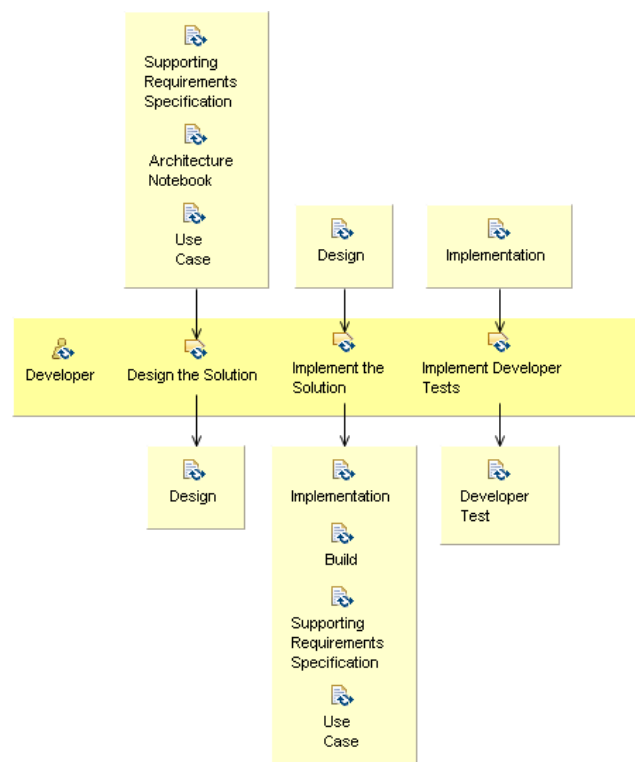 Supporting
Requirements
Specification
Architecture
Notebook
Use
Case
Design
Implementation
Developer
Design the Solution
Implement the
Solution
Implement Developer
Tests
Design
Implementation
Build
Supporting
Requirements
Specification
Use
Case
Developer
Test